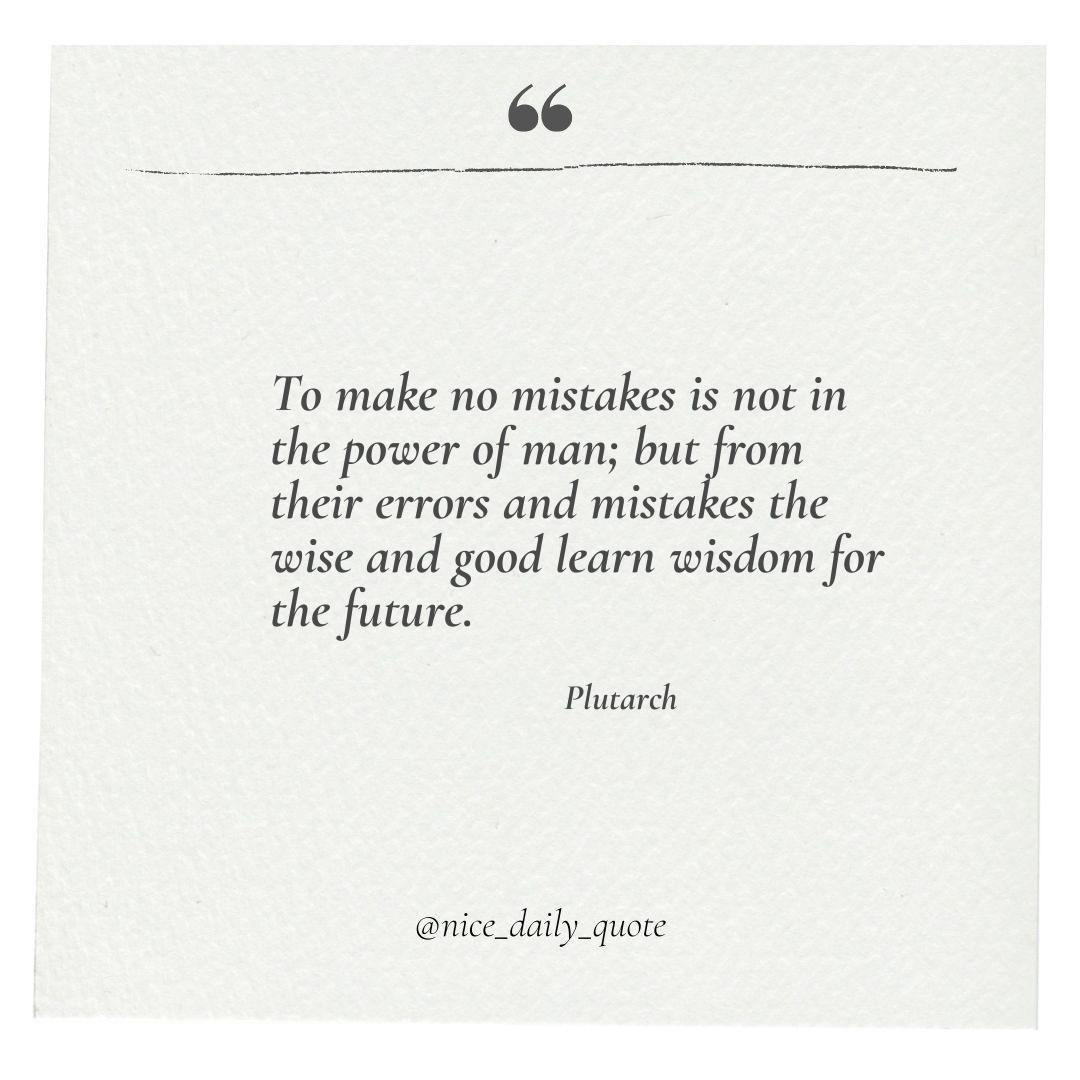 “
To make no mistakes is not in
the power of man; but from
their errors and mistakes the
wise and good learn wisdom for
the future.
Plutarch
@nice_daily_quote